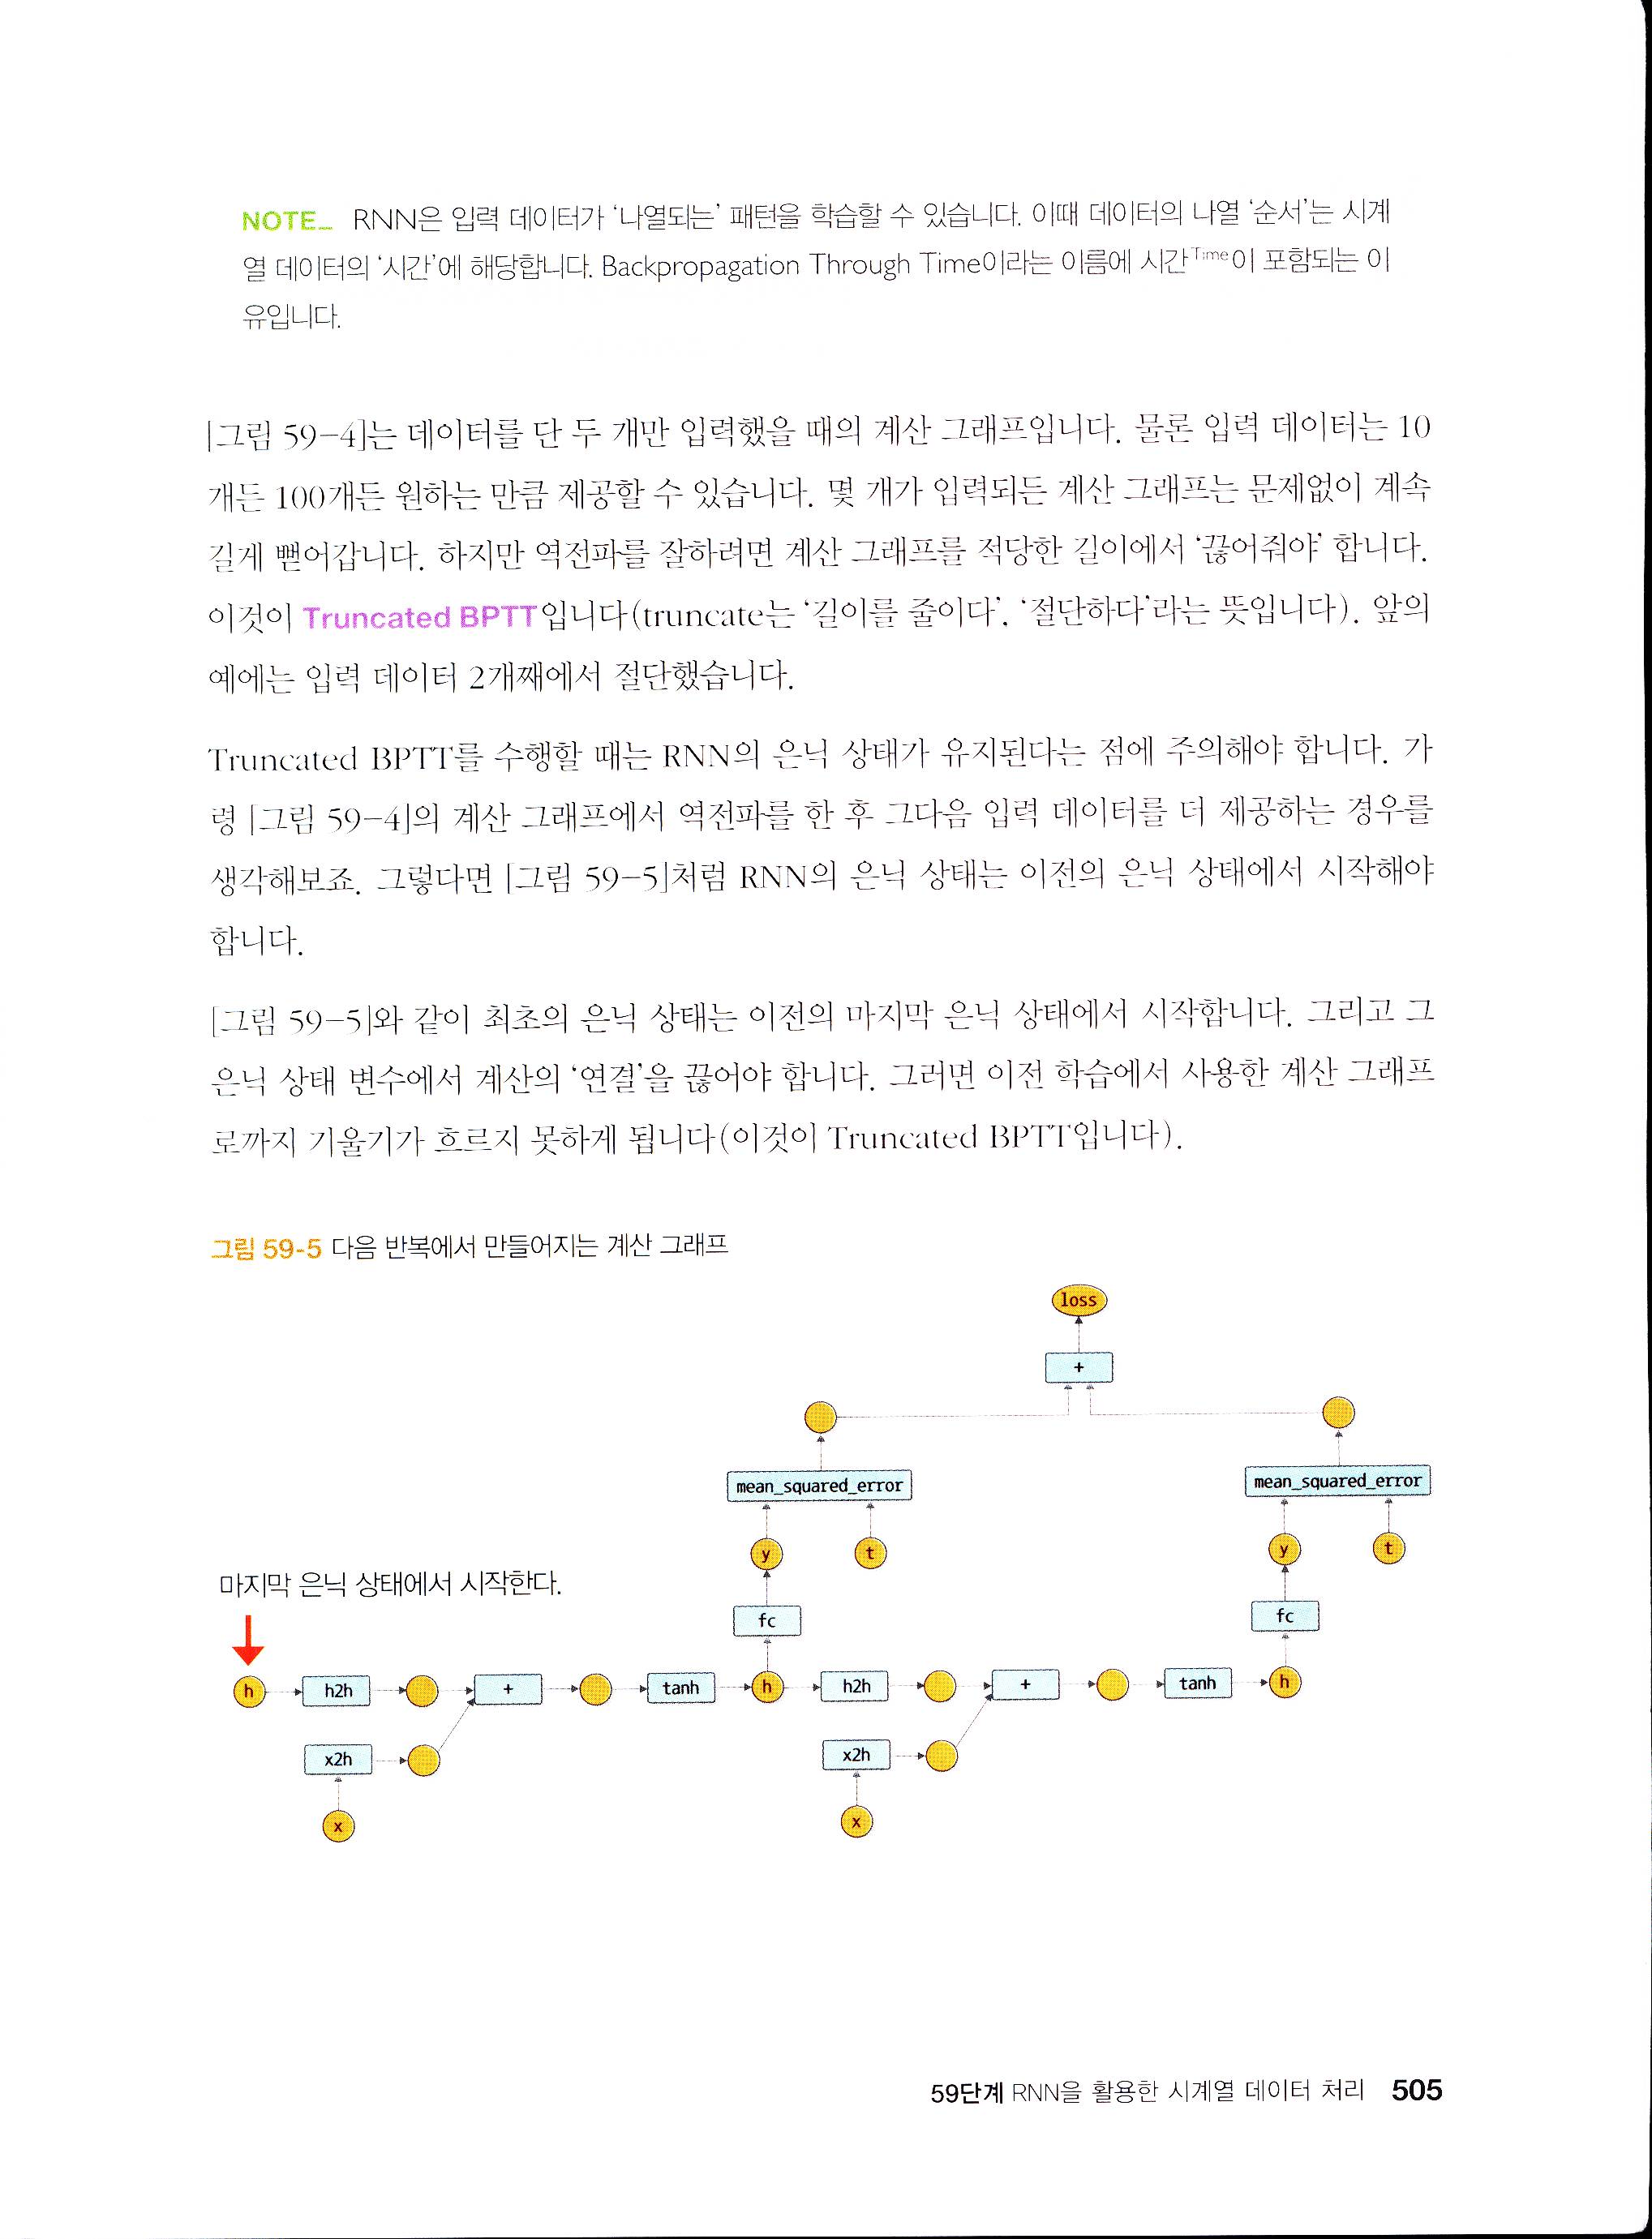 NOTE_ RNN은 입력 데이터가 ‘나열되는’ 패턴을 학습할 수 있습니다. 이때 데이터의 나열 ‘순서’는 시계
열 데이터의 ‘시간’에 해당합니다. Backpropagation Through Time이라는 이름에 시간Time이 포함되는 이
유입니다.
[그림 59-4]는 데이터를 단 두 개만 입력했을 때의 계산 그래프입니다. 물론 입력 데이터는 10
개든 100개든 원하는 만큼 제공할 수 있습니다. 몇 개가 입력되든 계산 그래프는 문제없이 계속
길게 뻗어갑니다. 하지만 역전파를 잘하려면 계산 그래프를 적당한 길이에서 ‘끊어줘야’ 합니다.
이것이 Truncated BPTT입니다(truncate는 ‘길이를 줄이다’, ‘절단하다’라는 뜻입니다). 앞의
예에는 입력 데이터 2개째에서 절단했습니다.
Truncated BPTT를 수행할 때는 RNN의 은닉 상태가 유지된다는 점에 주의해야 합니다. 가
령 [그림 59-4]의 계산 그래프에서 역전파를 한 후 그다음 입력 데이터를 더 제공하는 경우를
생각해보죠. 그렇다면 [그림 59-5]처럼 RNN의 은닉 상태는 이전의 은닉 상태에서 시작해야
합니다.
[그림 59-5]와 같이 최초의 은닉 상태는 이전의 마지막 은닉 상태에서 시작합니다. 그리고 그
은닉 상태 변수에서 계산의 ‘연결’을 끊어야 합니다. 그러면 이전 학습에서 사용한 계산 그래프
로까지 기울기가 흐르지 못하게 됩니다(이것이 Truncated BPTT입니다).
그림 59-5 다음 반복에서 만들어지는 계산 그래프
loss
+
mean_squared_error mean_squared_error
y t y t
마지막 은닉 상태에서 시작한다.
fc fc
h h2h + tanh h h2h + tanh h
x2h x2h
x x
59단계 RNN을 활용한 시계열 데이터 처리 505